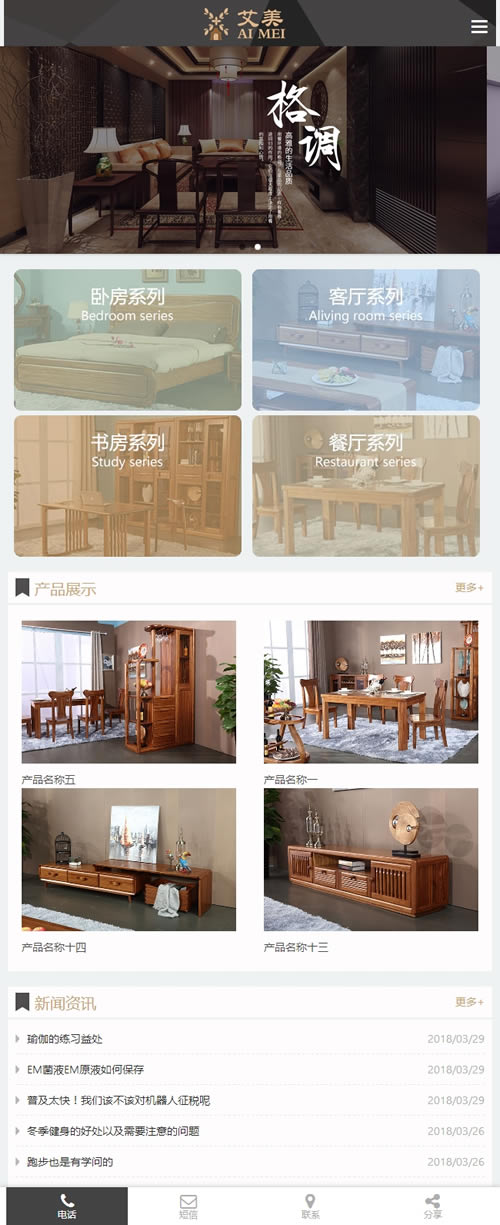 艾美
AI MEI
格调
高雅的生活品质
卧房系列
Bedroom series
客厅系列
Aliving room series
书房系列
Study series
餐厅系列
Restaurant series
产品展示
更多+
产品名称五
产品名称一
产品名称十四
产品名称十三
新闻资讯
更多+
瑜伽的练习益处
2018/03/29
EM菌液EM原液如何保存
2018/03/29
普及太快！我们该不该对机器人征税呢
2018/03/29
冬季健身的好处以及需要注意的问题
2018/03/26
跑步也是有学问的
2018/03/26
电话
短信
联系
分享